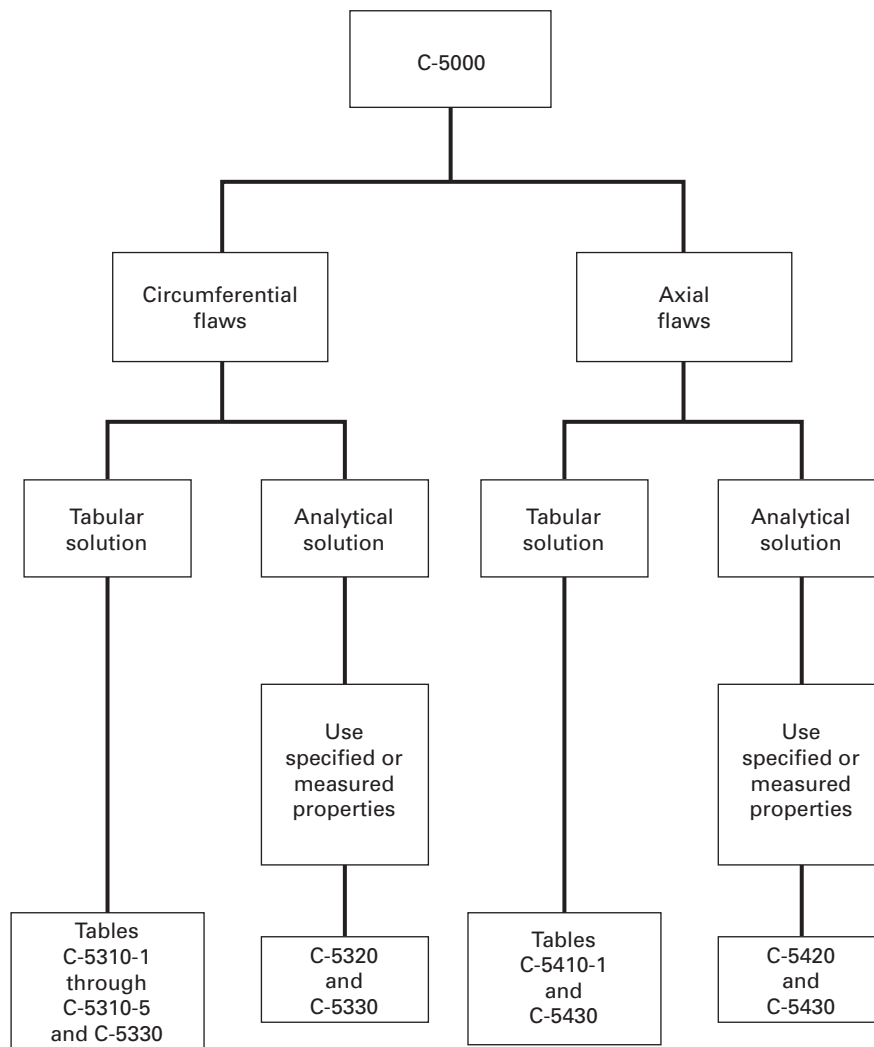 C-5000
Circumferential
flaws
Axial
flaws
Tabular
solution
Analytical
solution
Tabular
solution
Analytical
solution
Use
specified or
measured
properties
Use
specified or
measured
properties
Tables
C-5310-1
through
C-5310-5
and C-5330
C-5320
and
C-5330
Tables
C-5410-1
and
C-5430
C-5420
and
C-5430